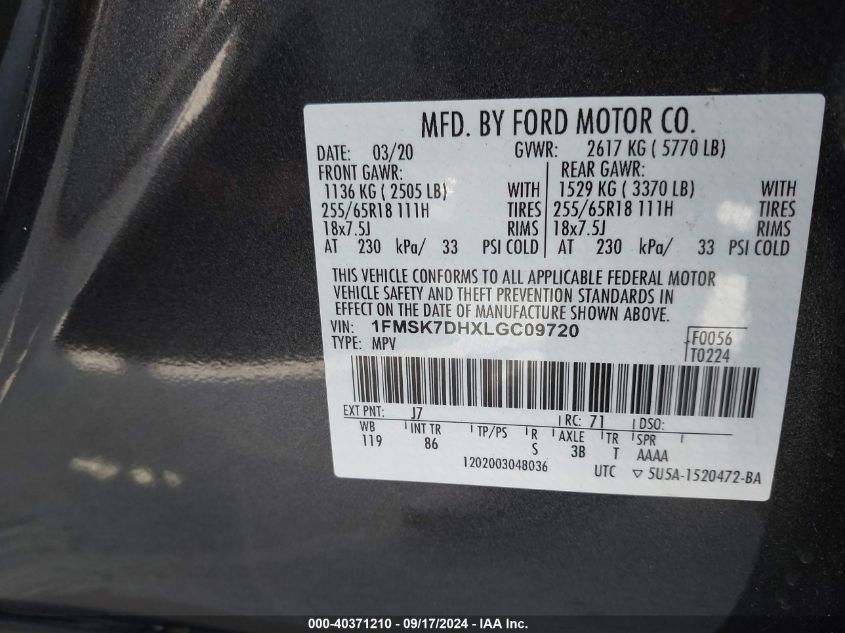 MFD. BY FORD MOTOR CO.
DATE: 03/20 GVWR: 2617 KG ( 5770 LB)
FRONT GAWR: REAR GAWR:
1136 KG ( 2505 LB) WITH 1529 KG ( 3370 LB) WITH
255/65R18 111H TIRES 255/65R18 111H TIRES
18x7.5J RIMS 18x7.5J RIMS
AT 230 kPa/ 33 PSI COLD AT 230 kPa/ 33 PSI COLD
THIS VEHICLE CONFORMS TO ALL APPLICABLE FEDERAL MOTOR
VEHICLE SAFETY AND THEFT PREVENTION STANDARDS IN
EFFECT ON THE DATE OF MANUFACTURE SHOWN ABOVE.
VIN: 1FMSK7DHXLGC09720 F0056
TYPE: MPV T0224
EXT PNT: J7 RC: 71 DSO:
WB INT TR TP/PS R AXLE TR SPR
119 86 S 3B T AAAA
1202003048036 UTC ▽ 5U5A-1520472-BA
000-40371210 - 09/17/2024 - IAA Inc.